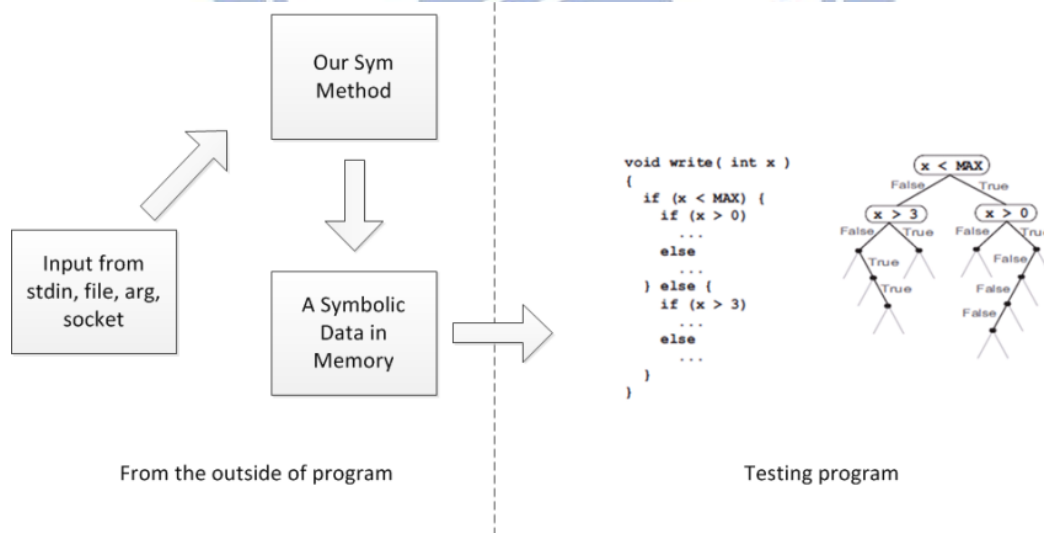 Our Sym
Method
Input from
stdin, file, arg,
socket
A Symbolic
Data in
Memory
From the outside of program
void write( int x )
{
if (x < MAX) {
if (x > 0)
...
else
...
} else {
if (x > 3)
...
else
...
}
}
x < MAX
False True
x > 3 x > 0
False True False True
True False
True False
False
Testing program